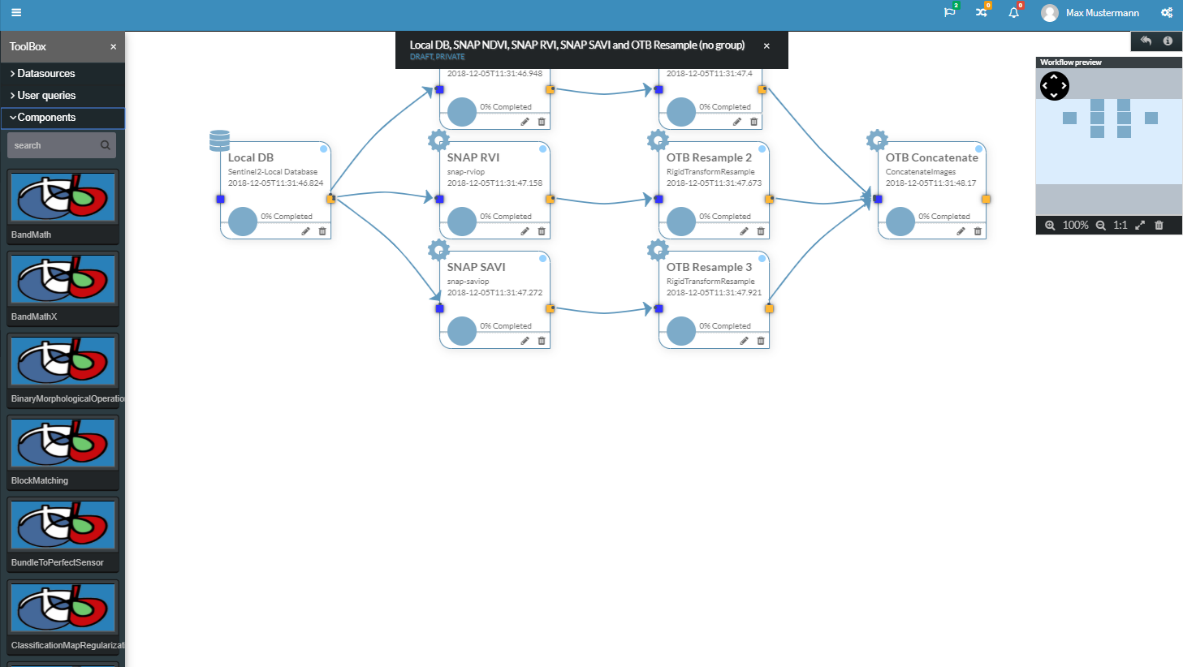 2
0
6
Max Mustermann
ToolBox
×
Datasources
User queries
Components
search
BandMath
BandMathX
BinaryMorphologicalOperatio
BlockMatching
BundleToPerfectSensor
ClassificationMapRegularizat
Local DB, SNAP NDVI, SNAP RVI, SNAP SAVI and OTB Resample (no group)
×
DRAFT, PRIVATE
2018-12-05T11:31:46.948
0% Completed
2018-12-05T11:31:47.4
0% Completed
Local DB
Sentinel2-Local Database
2018-12-05T11:31:46.824
0% Completed
SNAP RVI
snap-rviop
2018-12-05T11:31:47.158
0% Completed
OTB Resample 2
RigidTransformResample
2018-12-05T11:31:47.673
0% Completed
OTB Concatenate
ConcatenateImages
2018-12-05T11:31:48.17
0% Completed
SNAP SAVI
snap-saviop
2018-12-05T11:31:47.272
0% Completed
OTB Resample 3
RigidTransformResample
2018-12-05T11:31:47.921
0% Completed
Workflow preview
100%
1:1